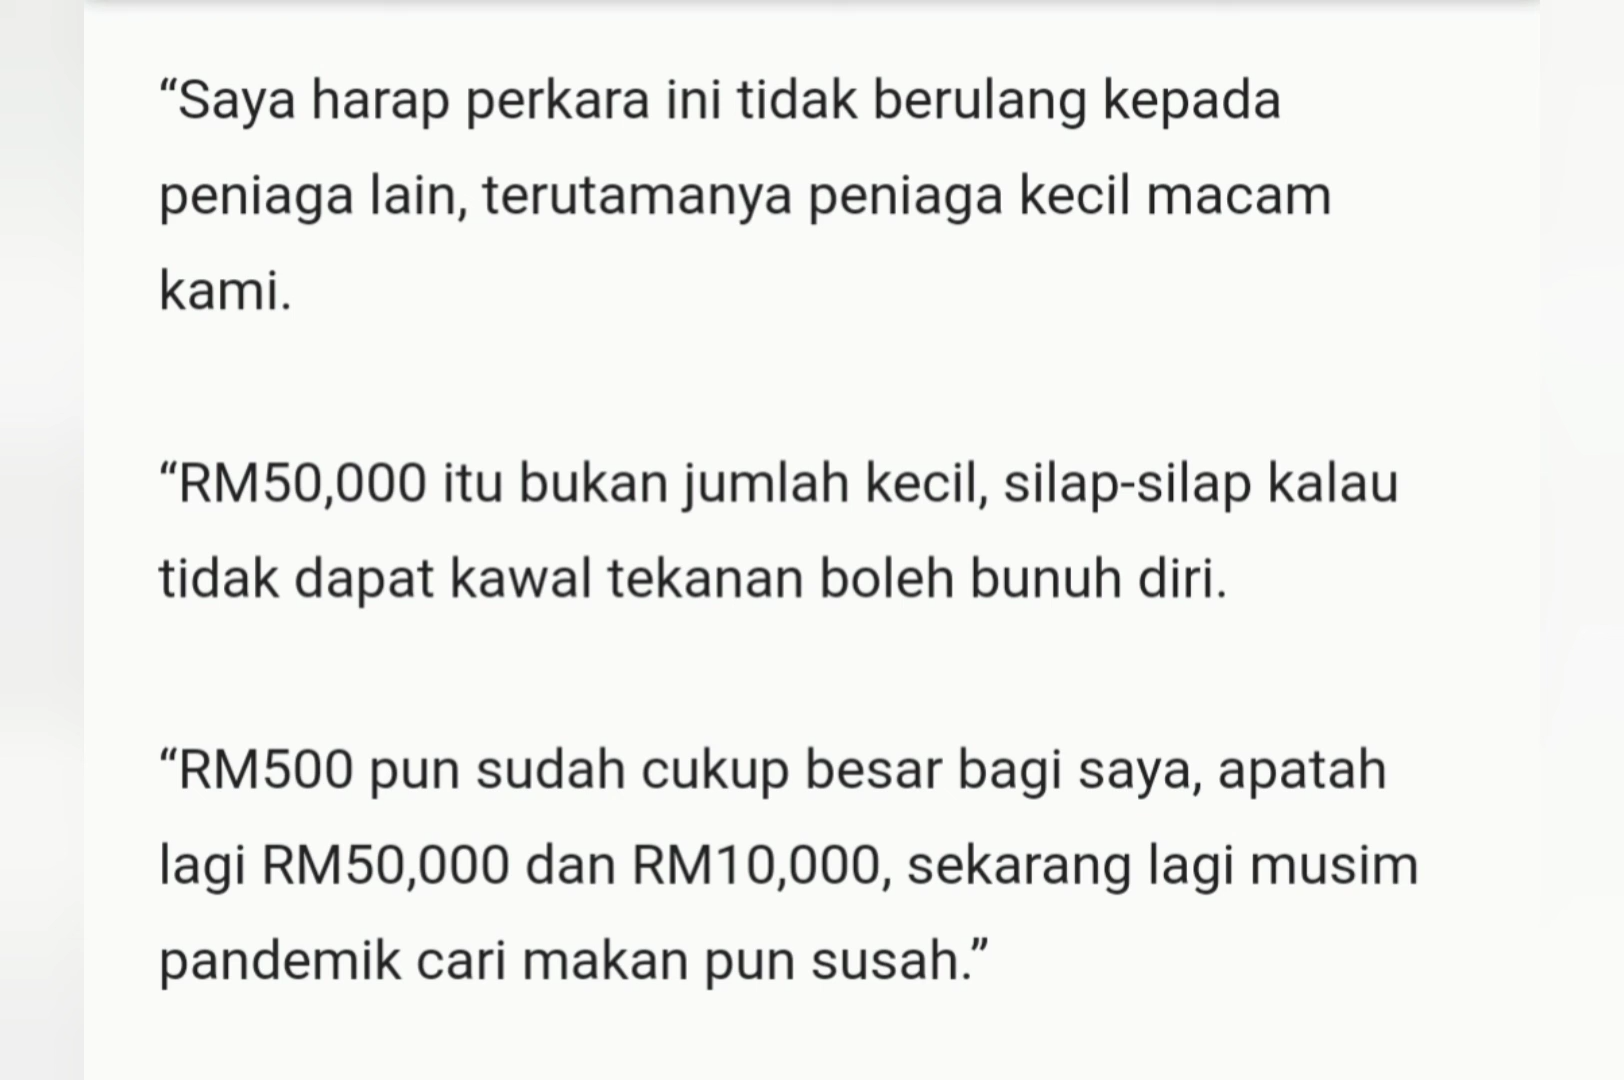 “Saya harap perkara ini tidak berulang kepada
peniaga lain, terutamanya peniaga kecil macam
kami.
“RM50,000 itu bukan jumlah kecil, silap-silap kalau
tidak dapat kawal tekanan boleh bunuh diri.
“RM500 pun sudah cukup besar bagi saya, apatah
lagi RM50,000 dan RM10,000, sekarang lagi musim
pandemik cari makan pun susah.”